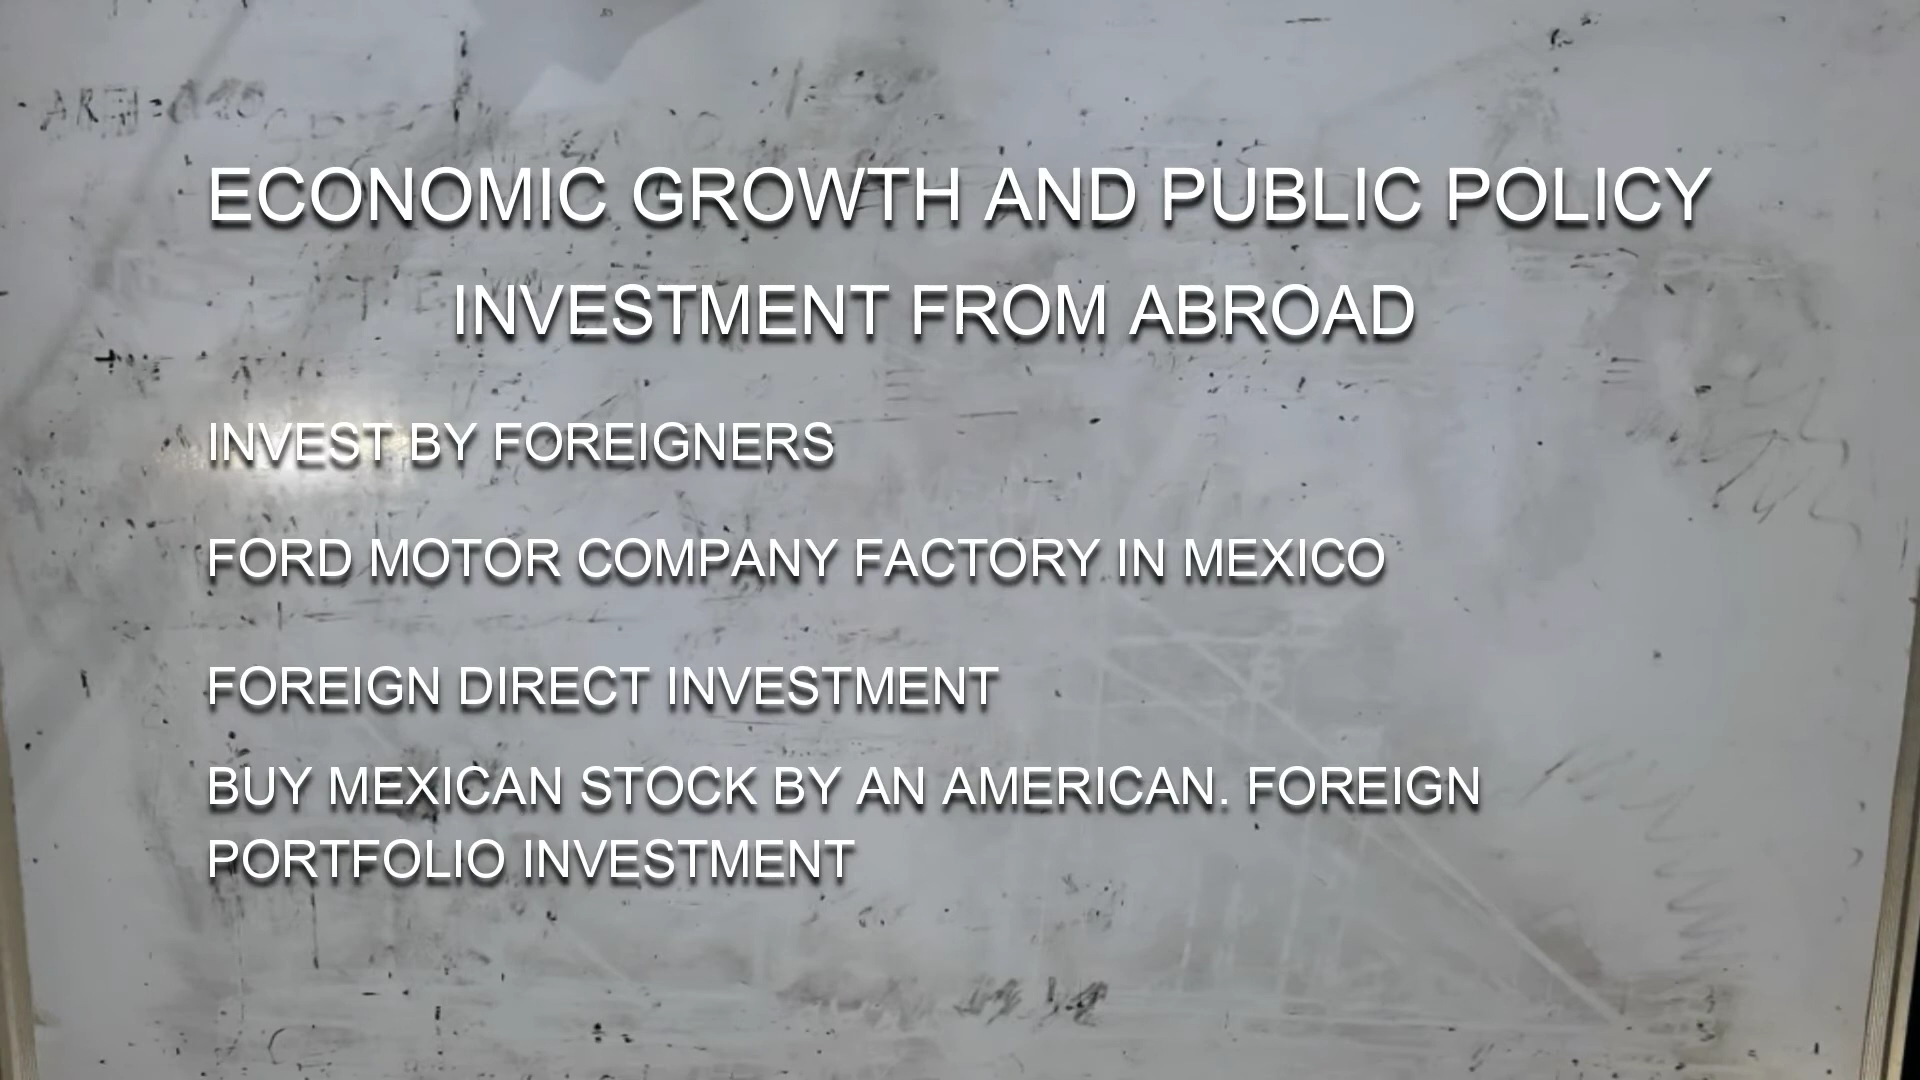 ECONOMIC GROWTH AND PUBLIC POLICY
INVESTMENT FROM ABROAD
INVEST BY FOREIGNERS
FORD MOTOR COMPANY FACTORY IN MEXICO
FOREIGN DIRECT INVESTMENT
BUY MEXICAN STOCK BY AN AMERICAN. FOREIGN
PORTFOLIO INVESTMENT